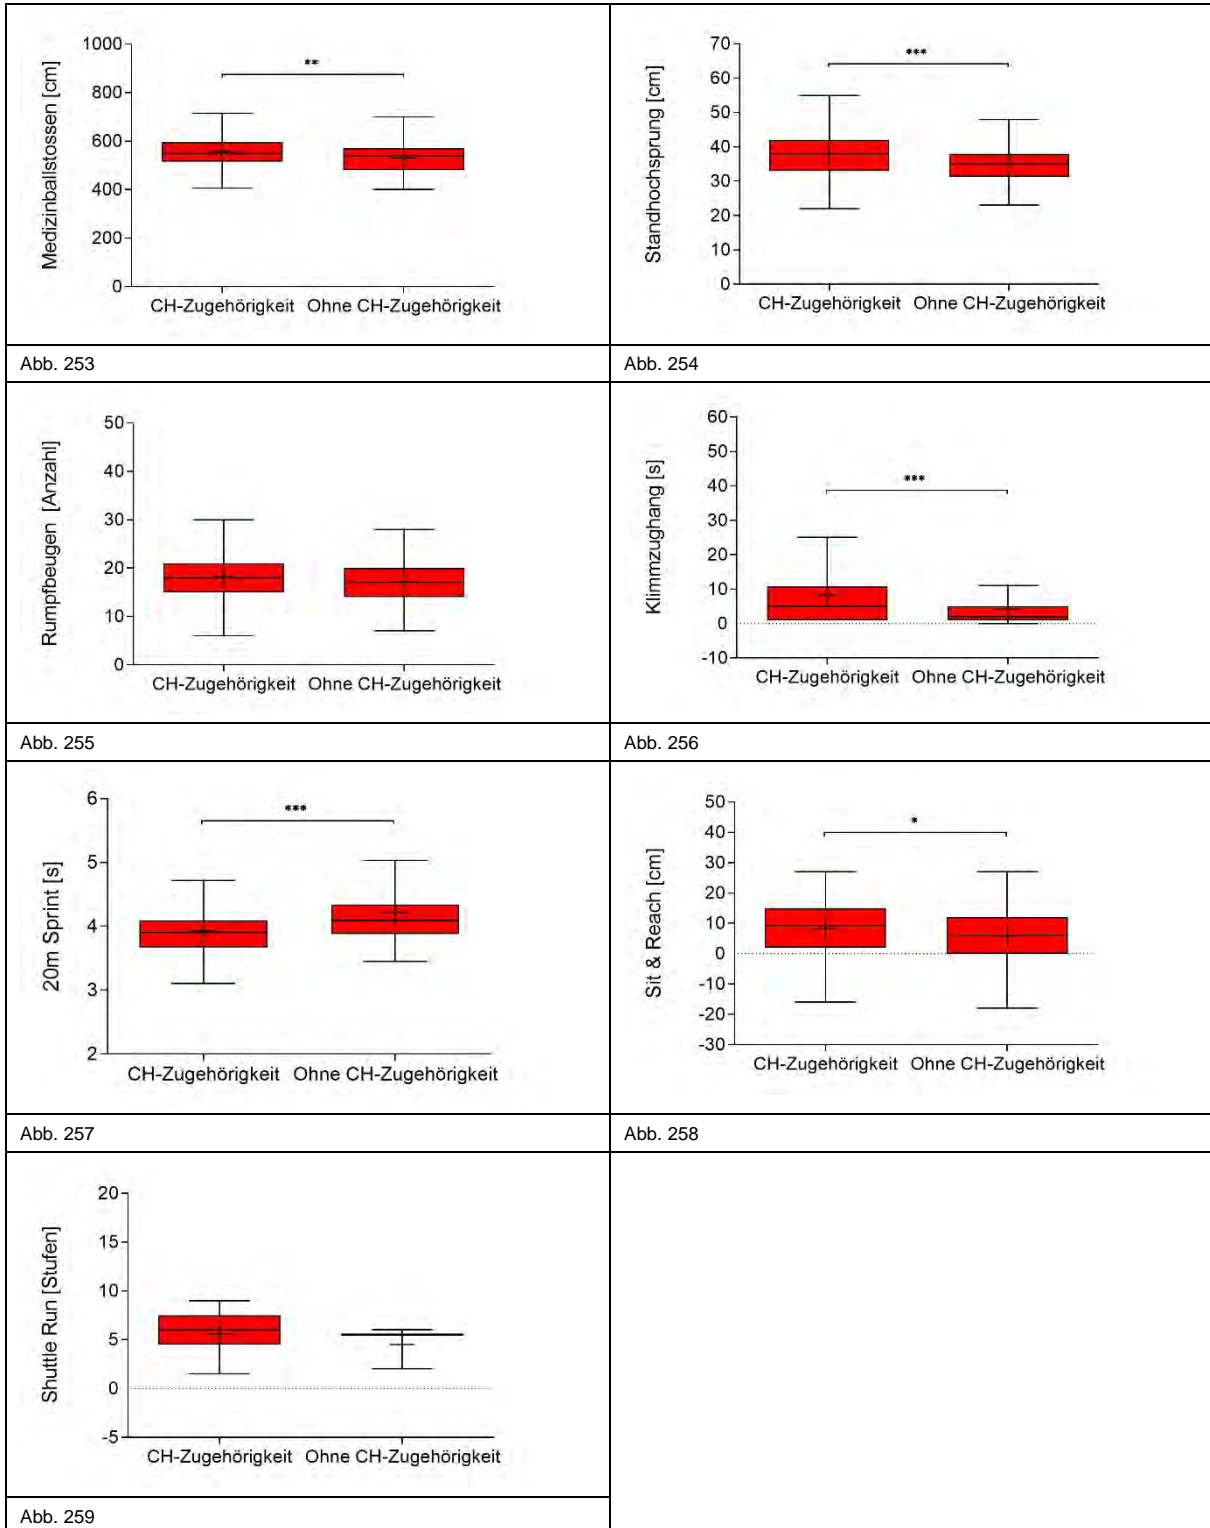 Medizinballstossen [cm]
1000
800
600
400
200
0
**
CH-Zugehörigkeit Ohne CH-Zugehörigkeit
Abb. 253
Standhochsprung [cm]
70
60
50
40
30
20
10
0
***
CH-Zugehörigkeit Ohne CH-Zugehörigkeit
Abb. 254
Rumpfbeugen [Anzahl]
50
40
30
20
10
0
CH-Zugehörigkeit Ohne CH-Zugehörigkeit
Abb. 255
Klimmzughang [s]
60
50
40
30
20
10
0
-10
***
CH-Zugehörigkeit Ohne CH-Zugehörigkeit
Abb. 256
20m Sprint [s]
6
5
4
3
2
***
CH-Zugehörigkeit Ohne CH-Zugehörigkeit
Abb. 257
Sit & Reach [cm]
50
40
30
20
10
0
-10
-20
-30
*
CH-Zugehörigkeit Ohne CH-Zugehörigkeit
Abb. 258
Shuttle Run [Stufen]
20
15
10
5
0
-5
CH-Zugehörigkeit Ohne CH-Zugehörigkeit
Abb. 259